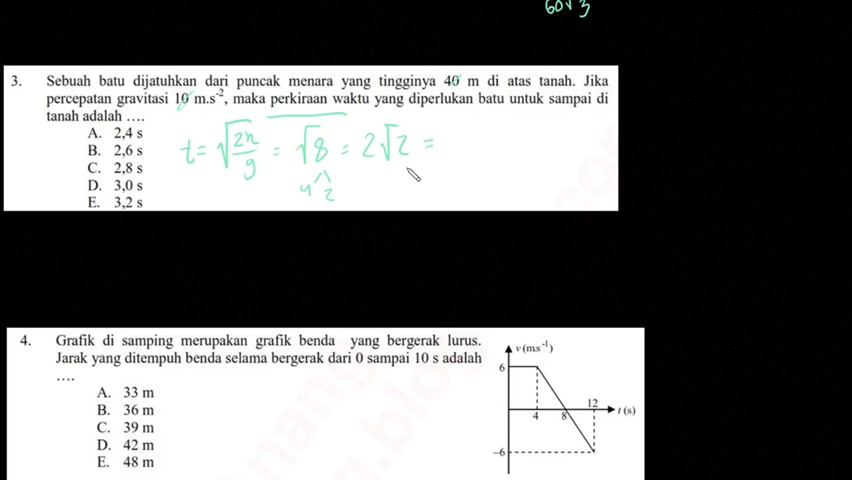 60√3
3. Sebuah batu dijatuhkan dari puncak menara yang tingginya 40 m di atas tanah. Jika
percepatan gravitasi 10 m.s⁻², maka perkiraan waktu yang diperlukan batu untuk sampai di
tanah adalah ….
A. 2,4 s
B. 2,6 s
C. 2,8 s
D. 3,0 s
E. 3,2 s
t = √2h/g = √8 = 2√2 =
4 2
4. Grafik di samping merupakan grafik benda yang bergerak lurus.
Jarak yang ditempuh benda selama bergerak dari 0 sampai 10 s adalah
….
A. 33 m
B. 36 m
C. 39 m
D. 42 m
E. 48 m
v (ms⁻¹)
6
4
8
12
t (s)
–6